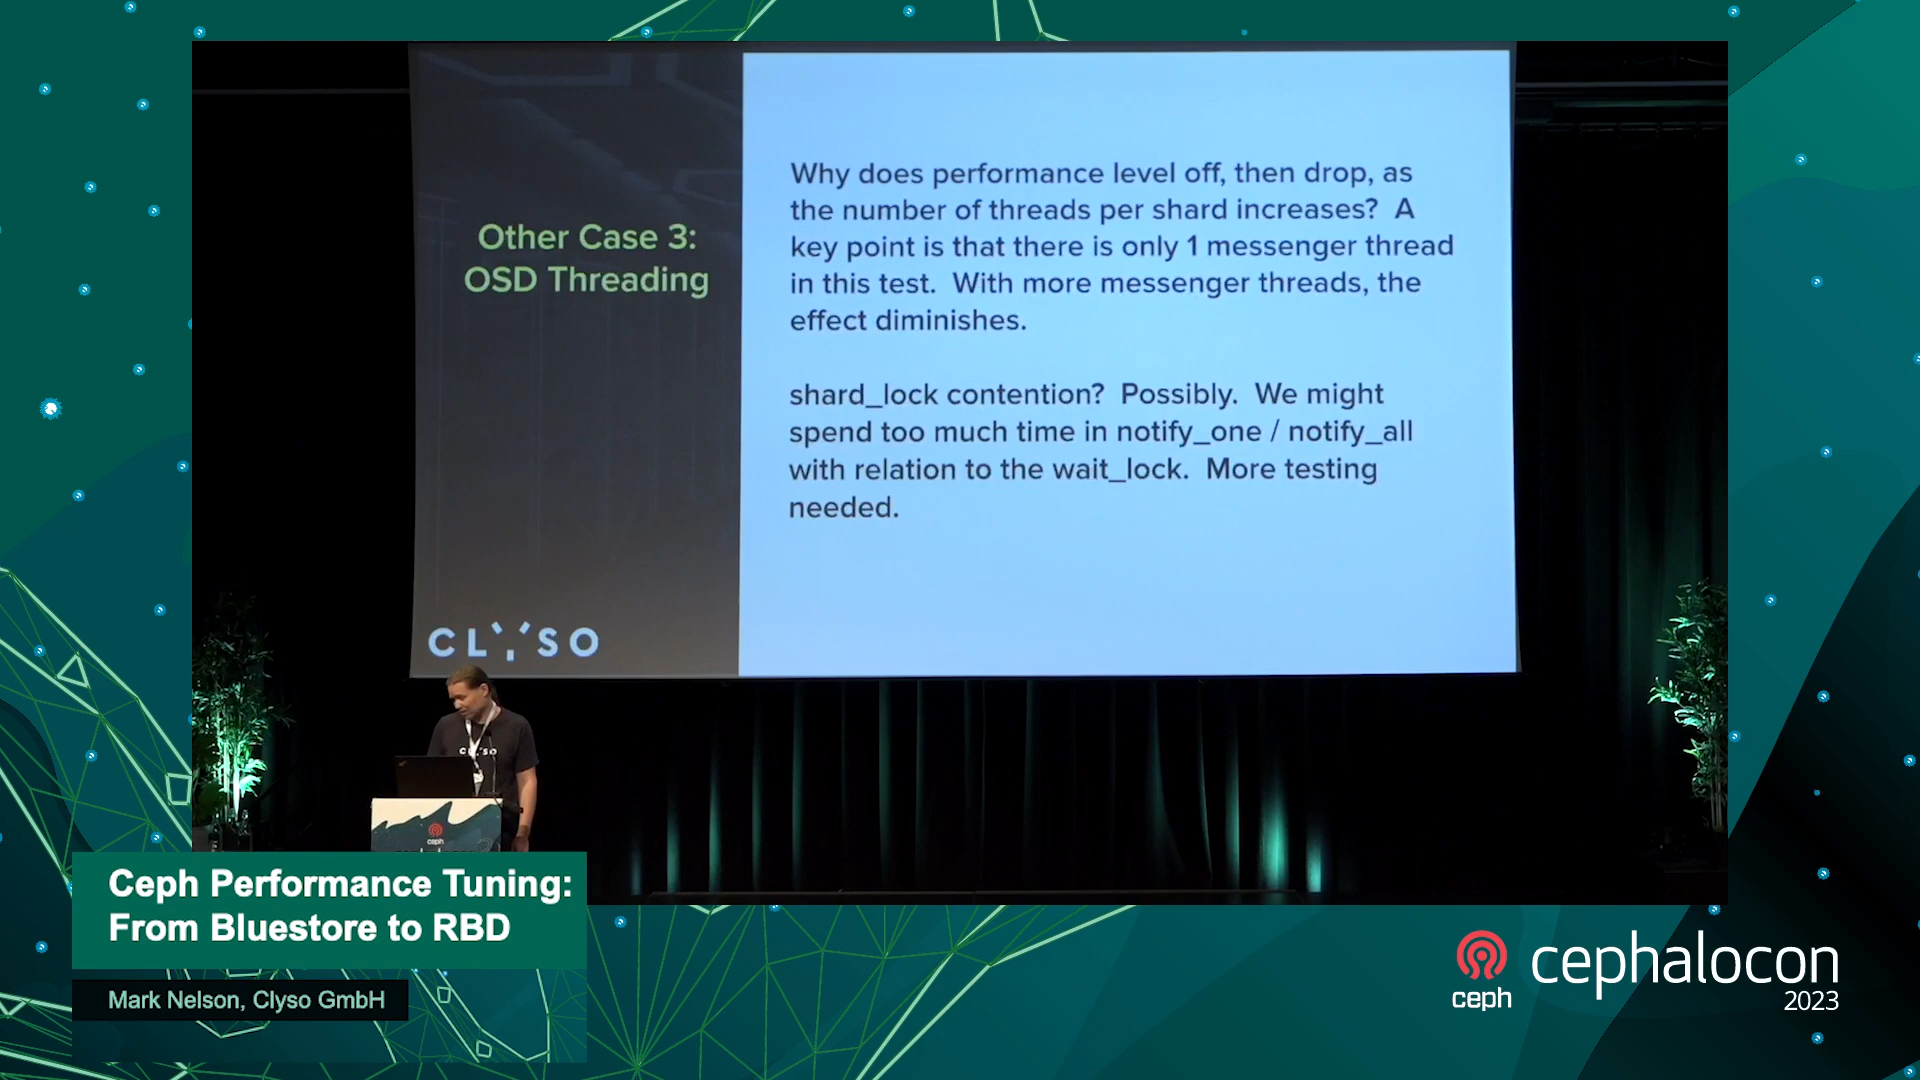 Other Case 3:
OSD Threading
Why does performance level off, then drop, as
the number of threads per shard increases? A
key point is that there is only 1 messenger thread
in this test. With more messenger threads, the
effect diminishes.
shard_lock contention? Possibly. We might
spend too much time in notify_one / notify_all
with relation to the wait_lock. More testing
needed.
CLYSO
CLYSO
ceph
Ceph Performance Tuning:
From Bluestore to RBD
Mark Nelson, Clyso GmbH
ceph
cephalocon
2023